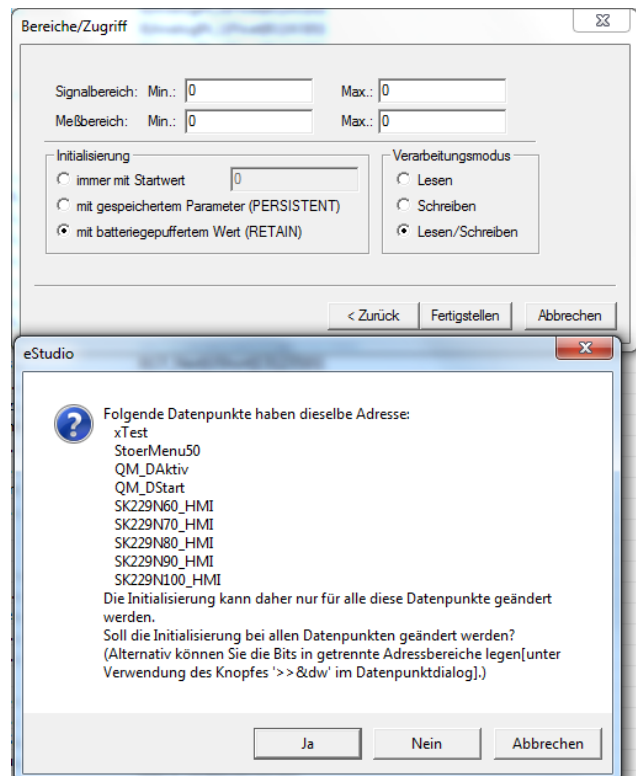 Bereiche/Zugriff
Signalbereich: Min.: 0 Max.: 0
Meßbereich: Min.: 0 Max.: 0
Initialisierung
immer mit Startwert 0
mit gespeichertem Parameter (PERSISTENT)
mit batteriegepuffertem Wert (RETAIN)
Verarbeitungsmodus
Lesen
Schreiben
Lesen/Schreiben
< Zurück Fertigstellen Abbrechen
eStudio
Folgende Datenpunkte haben dieselbe Adresse:
xTest
StoerMenu50
QM_DAktiv
QM_DStart
SK229N60_HMI
SK229N70_HMI
SK229N80_HMI
SK229N90_HMI
SK229N100_HMI
Die Initialisierung kann daher nur für alle diese Datenpunkte geändert
werden.
Soll die Initialisierung bei allen Datenpunkten geändert werden?
(Alternativ können Sie die Bits in getrennte Adressbereiche legen[unter
Verwendung des Knopfes '>>&dw' im Datenpunktdialog].)
Ja Nein Abbrechen